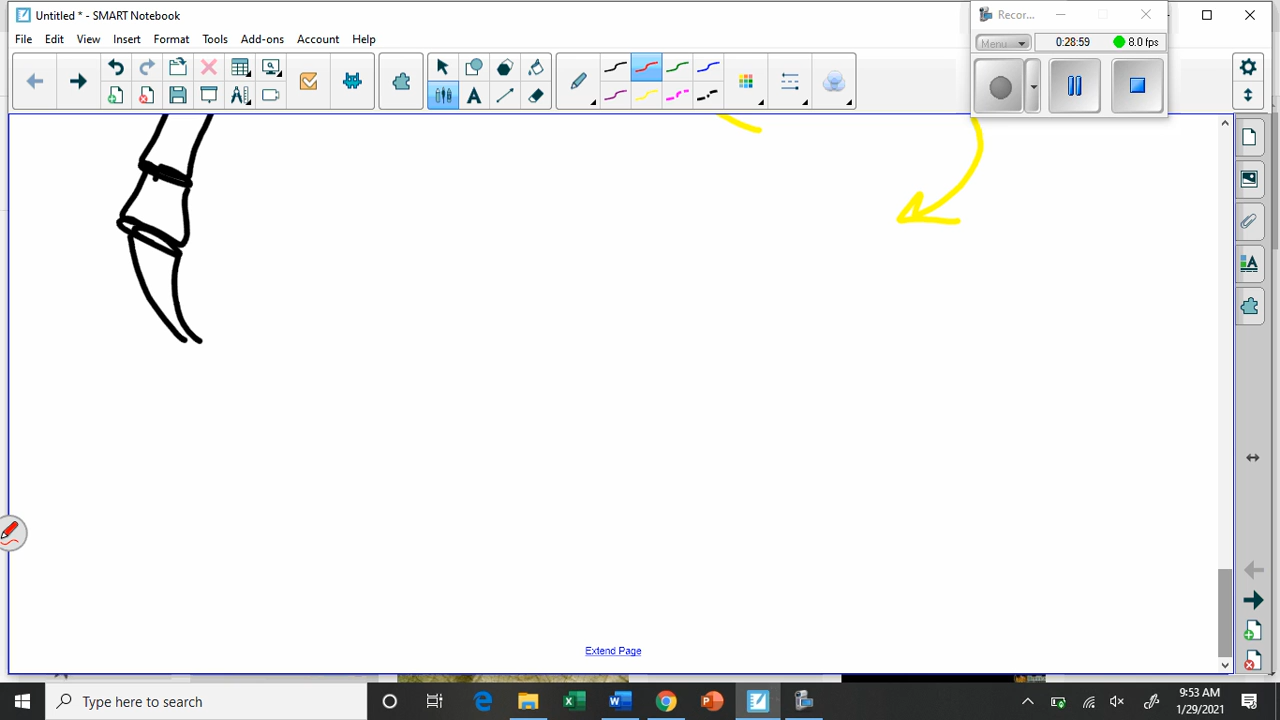 Untitled * - SMART Notebook
Recor...
File Edit View Insert Format Tools Add-ons Account Help
Menu 0:28:59 8.0 fps
Extend Page
Type here to search
9:53 AM
1/29/2021